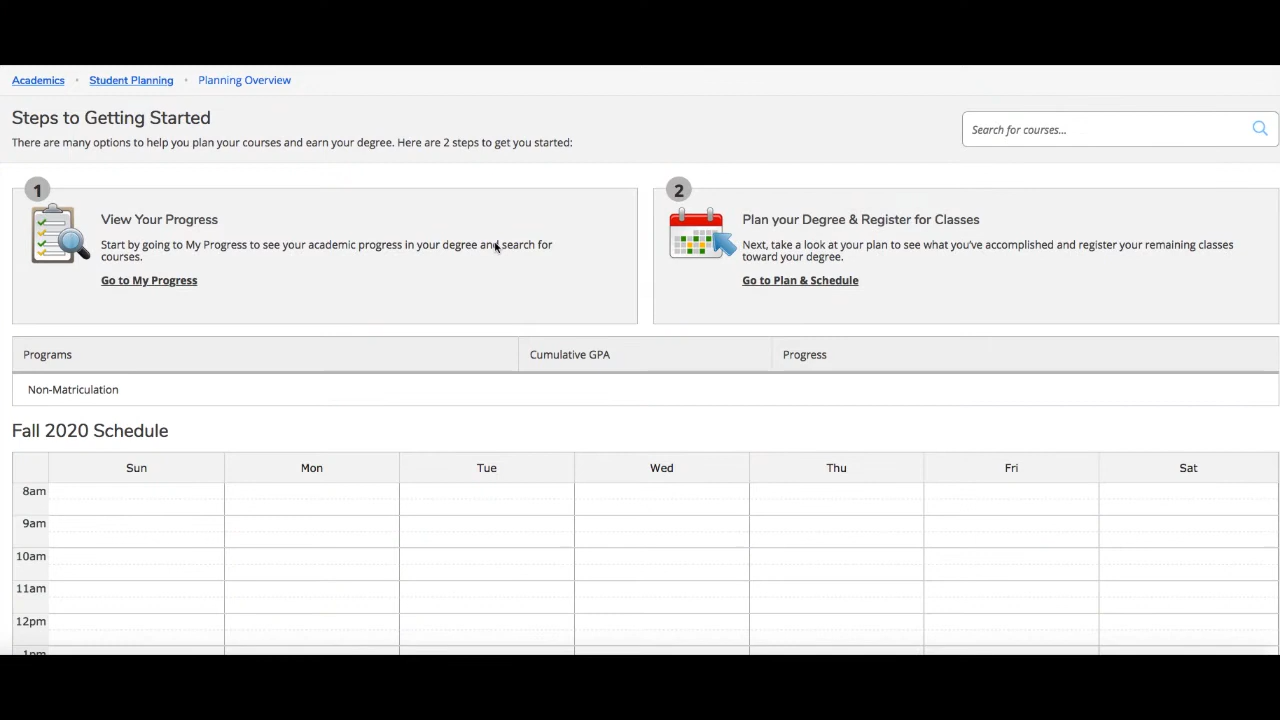 Academics • Student Planning • Planning Overview
Steps to Getting Started
There are many options to help you plan your courses and earn your degree. Here are 2 steps to get you started:
Search for courses...
1
View Your Progress
Start by going to My Progress to see your academic progress in your degree and search for
courses.
Go to My Progress
2
Plan your Degree & Register for Classes
Next, take a look at your plan to see what you've accomplished and register your remaining classes
toward your degree.
Go to Plan & Schedule
Programs Cumulative GPA Progress
Non-Matriculation
Fall 2020 Schedule
Sun Mon Tue Wed Thu Fri Sat
8am
9am
10am
11am
12pm
1pm